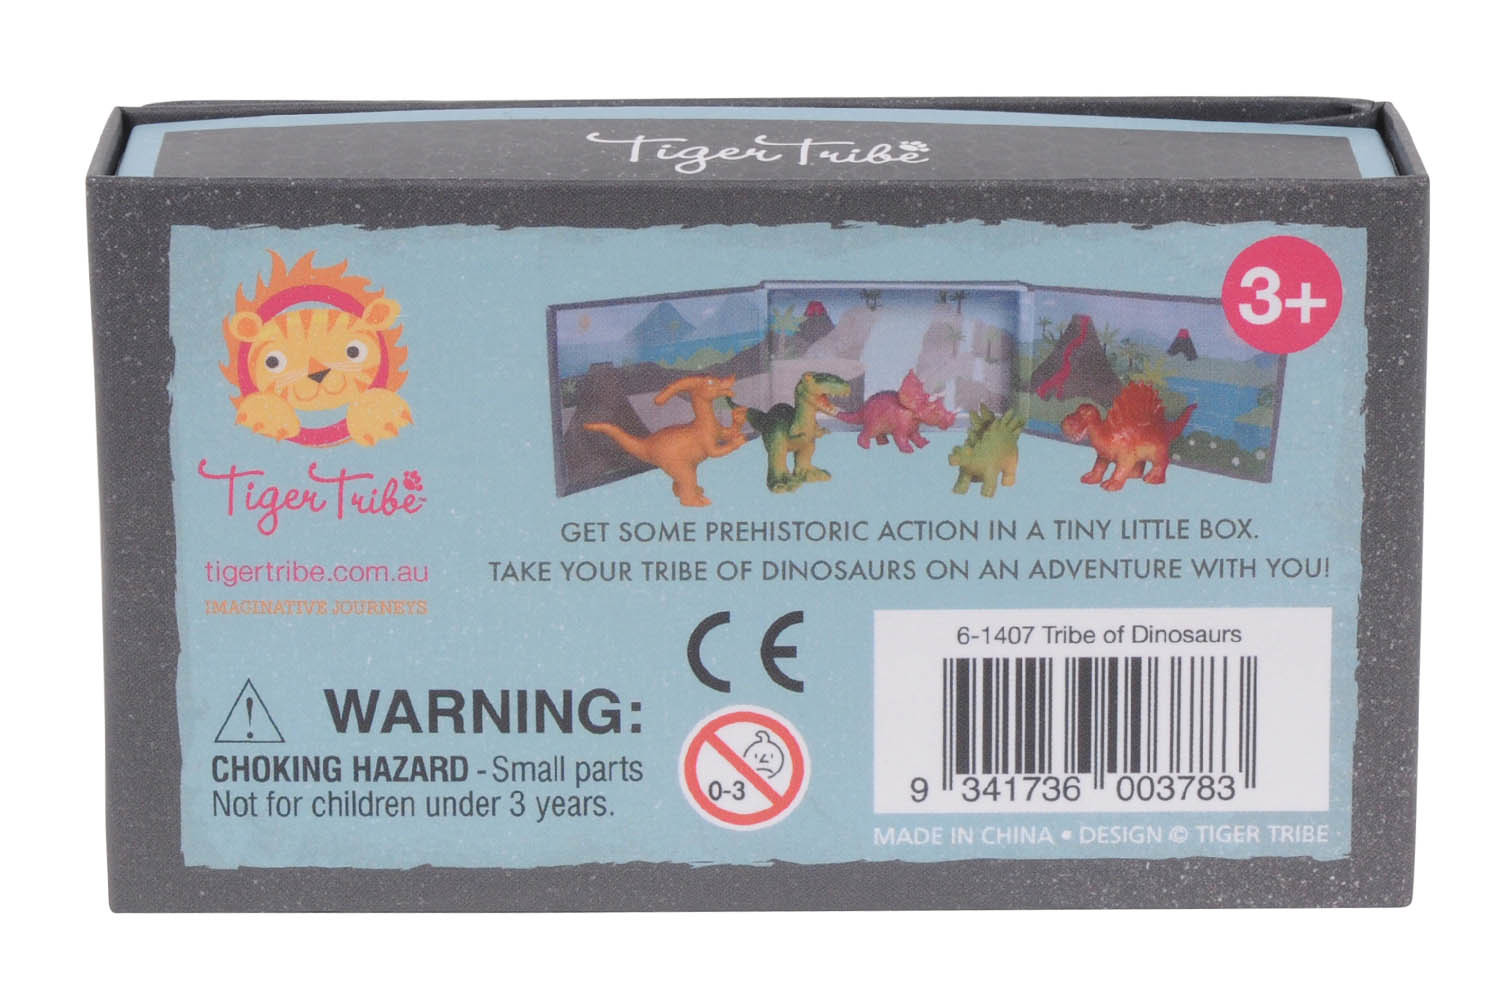 Tiger Tribe
3+
Tiger Tribe™
tigertribe.com.au
IMAGINATIVE JOURNEYS
GET SOME PREHISTORIC ACTION IN A TINY LITTLE BOX.
TAKE YOUR TRIBE OF DINOSAURS ON AN ADVENTURE WITH YOU!
CE
WARNING:
CHOKING HAZARD - Small parts
Not for children under 3 years.
0-3
6-1407 Tribe of Dinosaurs
9 341736 003783
MADE IN CHINA • DESIGN © TIGER TRIBE